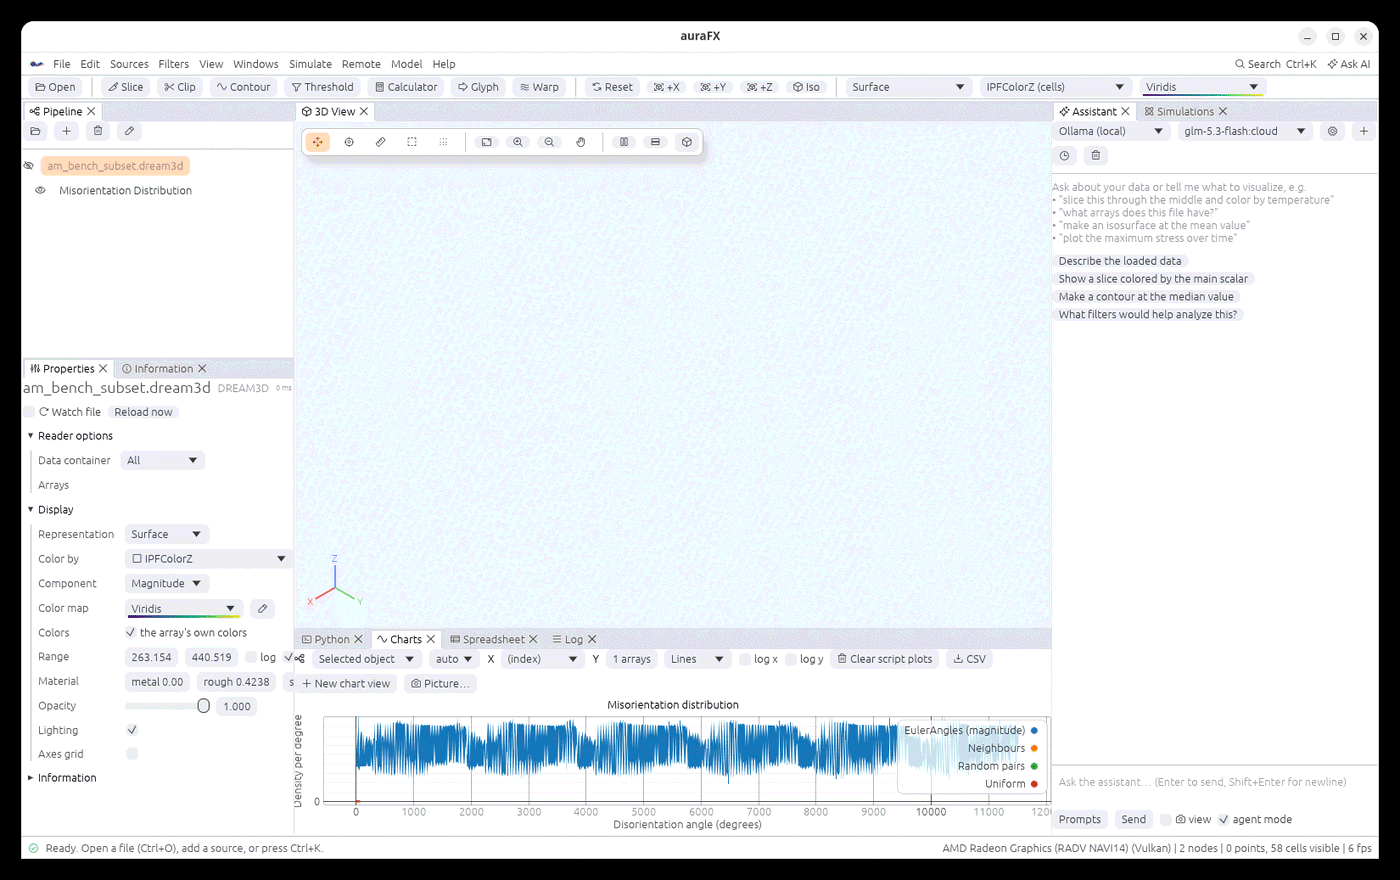 auraFX
File Edit Sources Filters View Windows Simulate Remote Model Help
Search Ctrl+K Ask AI
Open Slice Clip Contour Threshold Calculator Glyph Warp Reset +X +Y +Z Iso Surface IPFColorZ (cells) Viridis
Pipeline
am_bench_subset.dream3d
Misorientation Distribution
Properties Information
am_bench_subset.dream3d DREAM3D 0 ms
Watch file Reload now
Reader options
Data container All
Arrays
Display
Representation Surface
Color by IPFColorZ
Component Magnitude
Color map Viridis
Colors the array's own colors
Range 263.154 440.519 log
Material metal 0.00 rough 0.4238 s
Opacity 1.000
Lighting
Axes grid
Information
3D View
Z
X Y
Python Charts Spreadsheet Log
Selected object auto X (index) Y 1 arrays Lines log x log y Clear script plots CSV
+ New chart view Picture...
Misorientation distribution
Density per degree
EulerAngles (magnitude)
Neighbours
Random pairs
Uniform
0
0 1000 2000 3000 4000 5000 6000 7000 8000 9000 10000 11000 1200
Disorientation angle (degrees)
Assistant Simulations
Ollama (local) glm-5.3-flash:cloud
Ask about your data or tell me what to visualize, e.g.
• "slice this through the middle and color by temperature"
• "what arrays does this file have?"
• "make an isosurface at the mean value"
• "plot the maximum stress over time"
Describe the loaded data
Show a slice colored by the main scalar
Make a contour at the median value
What filters would help analyze this?
Ask the assistant... (Enter to send, Shift+Enter for newline)
Prompts Send view agent mode
Ready. Open a file (Ctrl+O), add a source, or press Ctrl+K.
AMD Radeon Graphics (RADV NAVI14) (Vulkan) | 2 nodes | 0 points, 58 cells visible | 6 fps